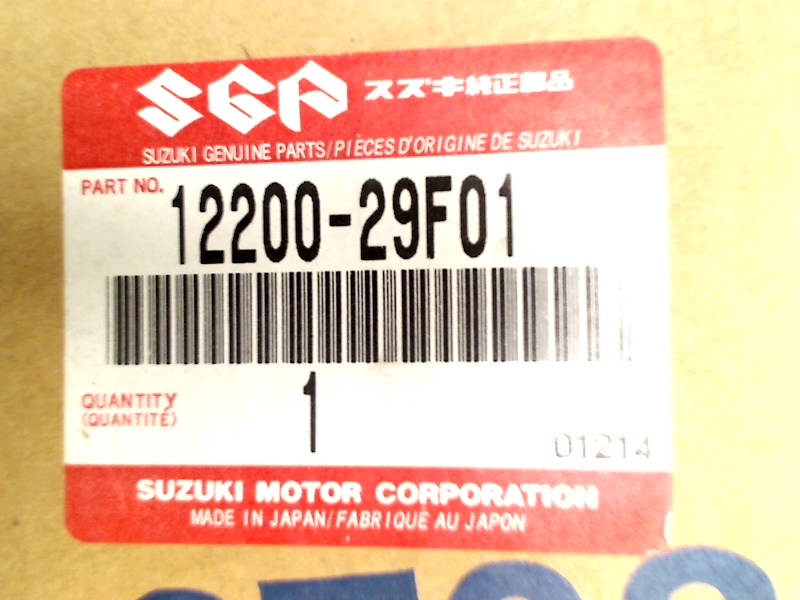 SGP スズキ純正部品
SUZUKI GENUINE PARTS/PIÈCES D'ORIGINE DE SUZUKI
PART NO. 12200-29F01
QUANTITY 1
(QUANTITÉ)
01214
SUZUKI MOTOR CORPORATION
MADE IN JAPAN/FABRIQUÉ AU JAPON